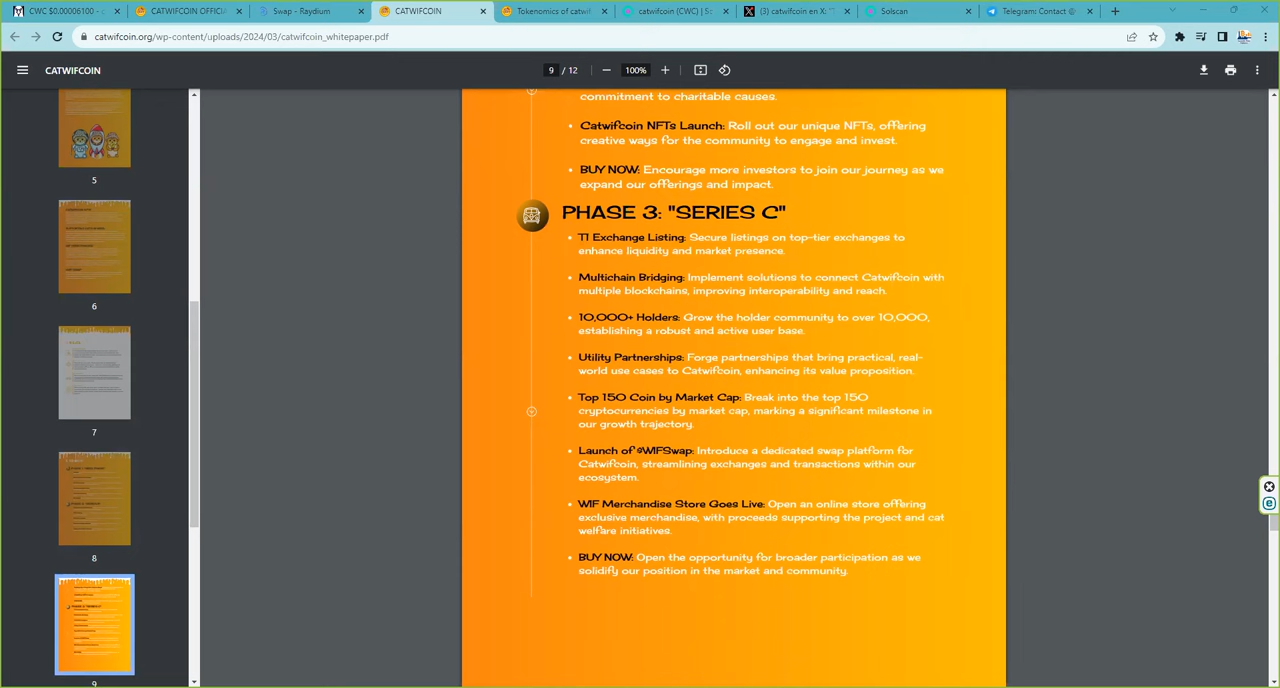 CWC $0.00006100 -
CATWIFCOIN OFFICI
Swap - Raydium
CATWIFCOIN
Tokenomics of catwif
catwifcoin (CWC) | So
(3) catwifcoin en X: "
Solscan
Telegram: Contact @
catwifcoin.org/wp-content/uploads/2024/03/catwifcoin_whitepaper.pdf
CATWIFCOIN
9 / 12
100%
5
6
7
8
9
commitment to charitable causes.
• Catwifcoin NFTs Launch: Roll out our unique NFTs, offering
creative ways for the community to engage and invest.
• BUY NOW: Encourage more investors to join our journey as we
expand our offerings and impact.
PHASE 3: "SERIES C"
• T1 Exchange Listing: Secure listings on top-tier exchanges to
enhance liquidity and market presence.
• Multichain Bridging: Implement solutions to connect Catwifcoin with
multiple blockchains, improving interoperability and reach.
• 10,000+ Holders: Grow the holder community to over 10,000,
establishing a robust and active user base.
• Utility Partnerships: Forge partnerships that bring practical, real-
world use cases to Catwifcoin, enhancing its value proposition.
• Top 150 Coin by Market Cap: Break into the top 150
cryptocurrencies by market cap, marking a significant milestone in
our growth trajectory.
• Launch of $WIFSwap: Introduce a dedicated swap platform for
Catwifcoin, streamlining exchanges and transactions within our
ecosystem.
• WIF Merchandise Store Goes Live: Open an online store offering
exclusive merchandise, with proceeds supporting the project and cat
welfare initiatives.
• BUY NOW: Open the opportunity for broader participation as we
solidify our position in the market and community.